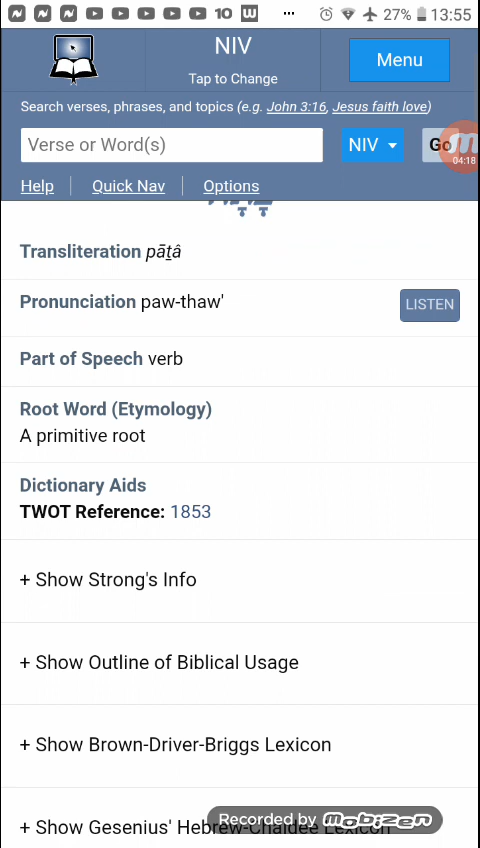 10 27% 13:55
NIV
Tap to Change
Menu
Search verses, phrases, and topics (e.g. John 3:16, Jesus faith love)
Verse or Word(s)
NIV
Go
04:18
Help
Quick Nav
Options
Transliteration pāṯâ
Pronunciation paw-thaw'
LISTEN
Part of Speech verb
Root Word (Etymology)
A primitive root
Dictionary Aids
TWOT Reference: 1853
+ Show Strong's Info
+ Show Outline of Biblical Usage
+ Show Brown-Driver-Briggs Lexicon
+ Show Gesenius' Hebrew-Chaldee Lexicon
Recorded by Mobizen